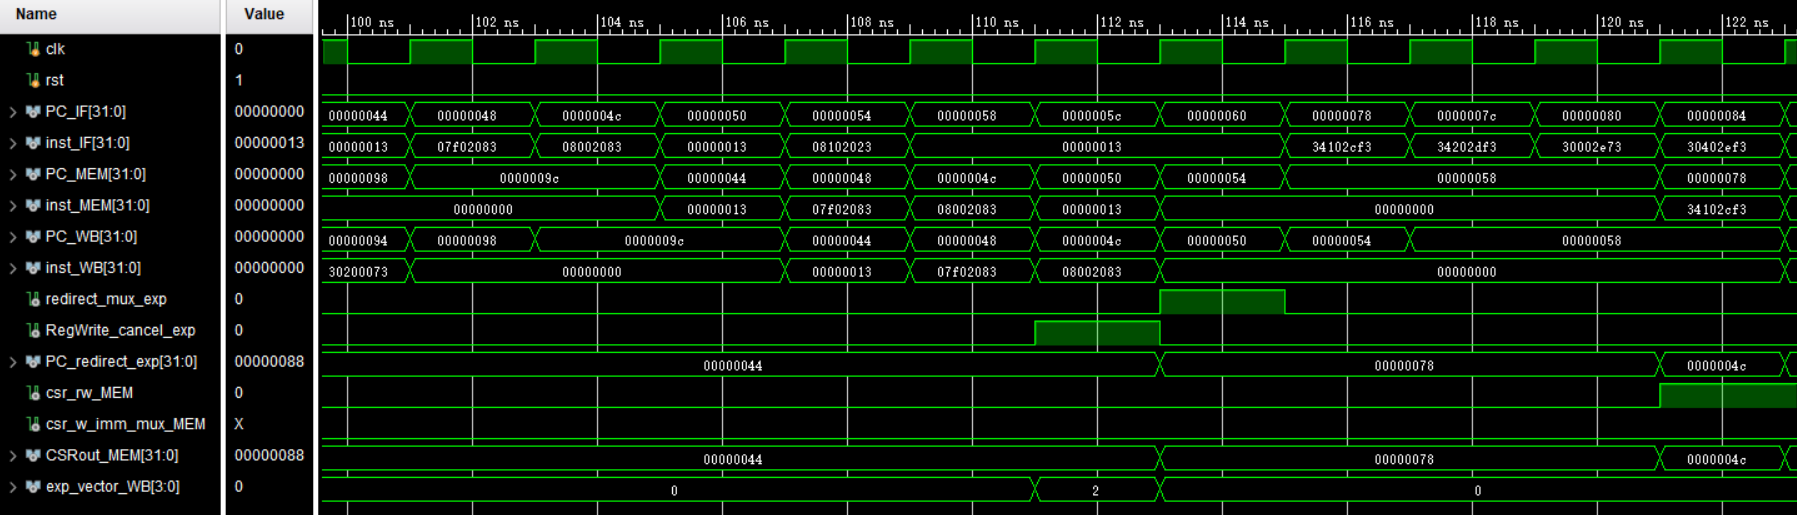 Name Value 100 ns 102 ns 104 ns 106 ns 108 ns 110 ns 112 ns 114 ns 116 ns 118 ns 120 ns 122 ns
clk 0
rst 1
PC_IF[31:0] 00000000 00000044 00000048 0000004c 00000050 00000054 00000058 0000005c 00000060 00000078 0000007c 00000080 00000084
inst_IF[31:0] 00000013 00000013 07f02083 08002083 00000013 08102023 00000013 34102cf3 34202df3 30002e73 30402ef3
PC_MEM[31:0] 00000000 00000098 0000009c 00000044 00000048 0000004c 00000050 00000054 00000058 00000078
inst_MEM[31:0] 00000000 00000000 00000013 07f02083 08002083 00000013 00000000 34102cf3
PC_WB[31:0] 00000000 00000094 00000098 0000009c 00000044 00000048 0000004c 00000050 00000054 00000058
inst_WB[31:0] 00000000 30200073 00000000 00000013 07f02083 08002083 00000000
redirect_mux_exp 0
RegWrite_cancel_exp 0
PC_redirect_exp[31:0] 00000088 00000044 00000078 0000004c
csr_rw_MEM 0
csr_w_imm_mux_MEM X
CSRout_MEM[31:0] 00000088 00000044 00000078 0000004c
exp_vector_WB[3:0] 0 0 2 0